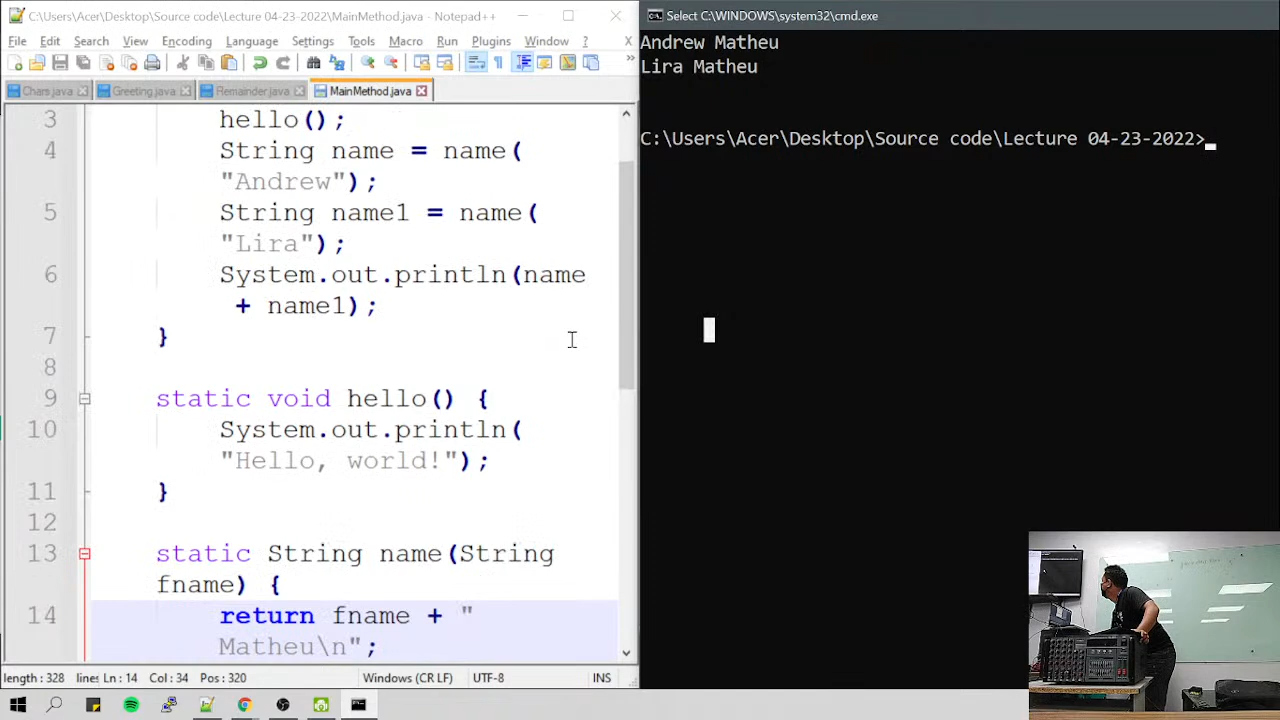 C:\Users\Acer\Desktop\Source code\Lecture 04-23-2022\MainMethod.java - Notepad++
File Edit Search View Encoding Language Settings Tools Macro Run Plugins Window ? X
Chars.java Greeting.java Remainder.java MainMethod.java
3 hello();
4 String name = name(
"Andrew");
5 String name1 = name(
"Lira");
6 System.out.println(name
+ name1);
7 }
8
9 static void hello() {
10 System.out.println(
"Hello, world!");
11 }
12
13 static String name(String
fname) {
14 return fname + "
Matheu\n";
length : 328 lines Ln : 14 Col : 34 Pos : 320 Windows (CR LF) UTF-8 INS
Select C:\WINDOWS\system32\cmd.exe
Andrew Matheu
Lira Matheu
C:\Users\Acer\Desktop\Source code\Lecture 04-23-2022>